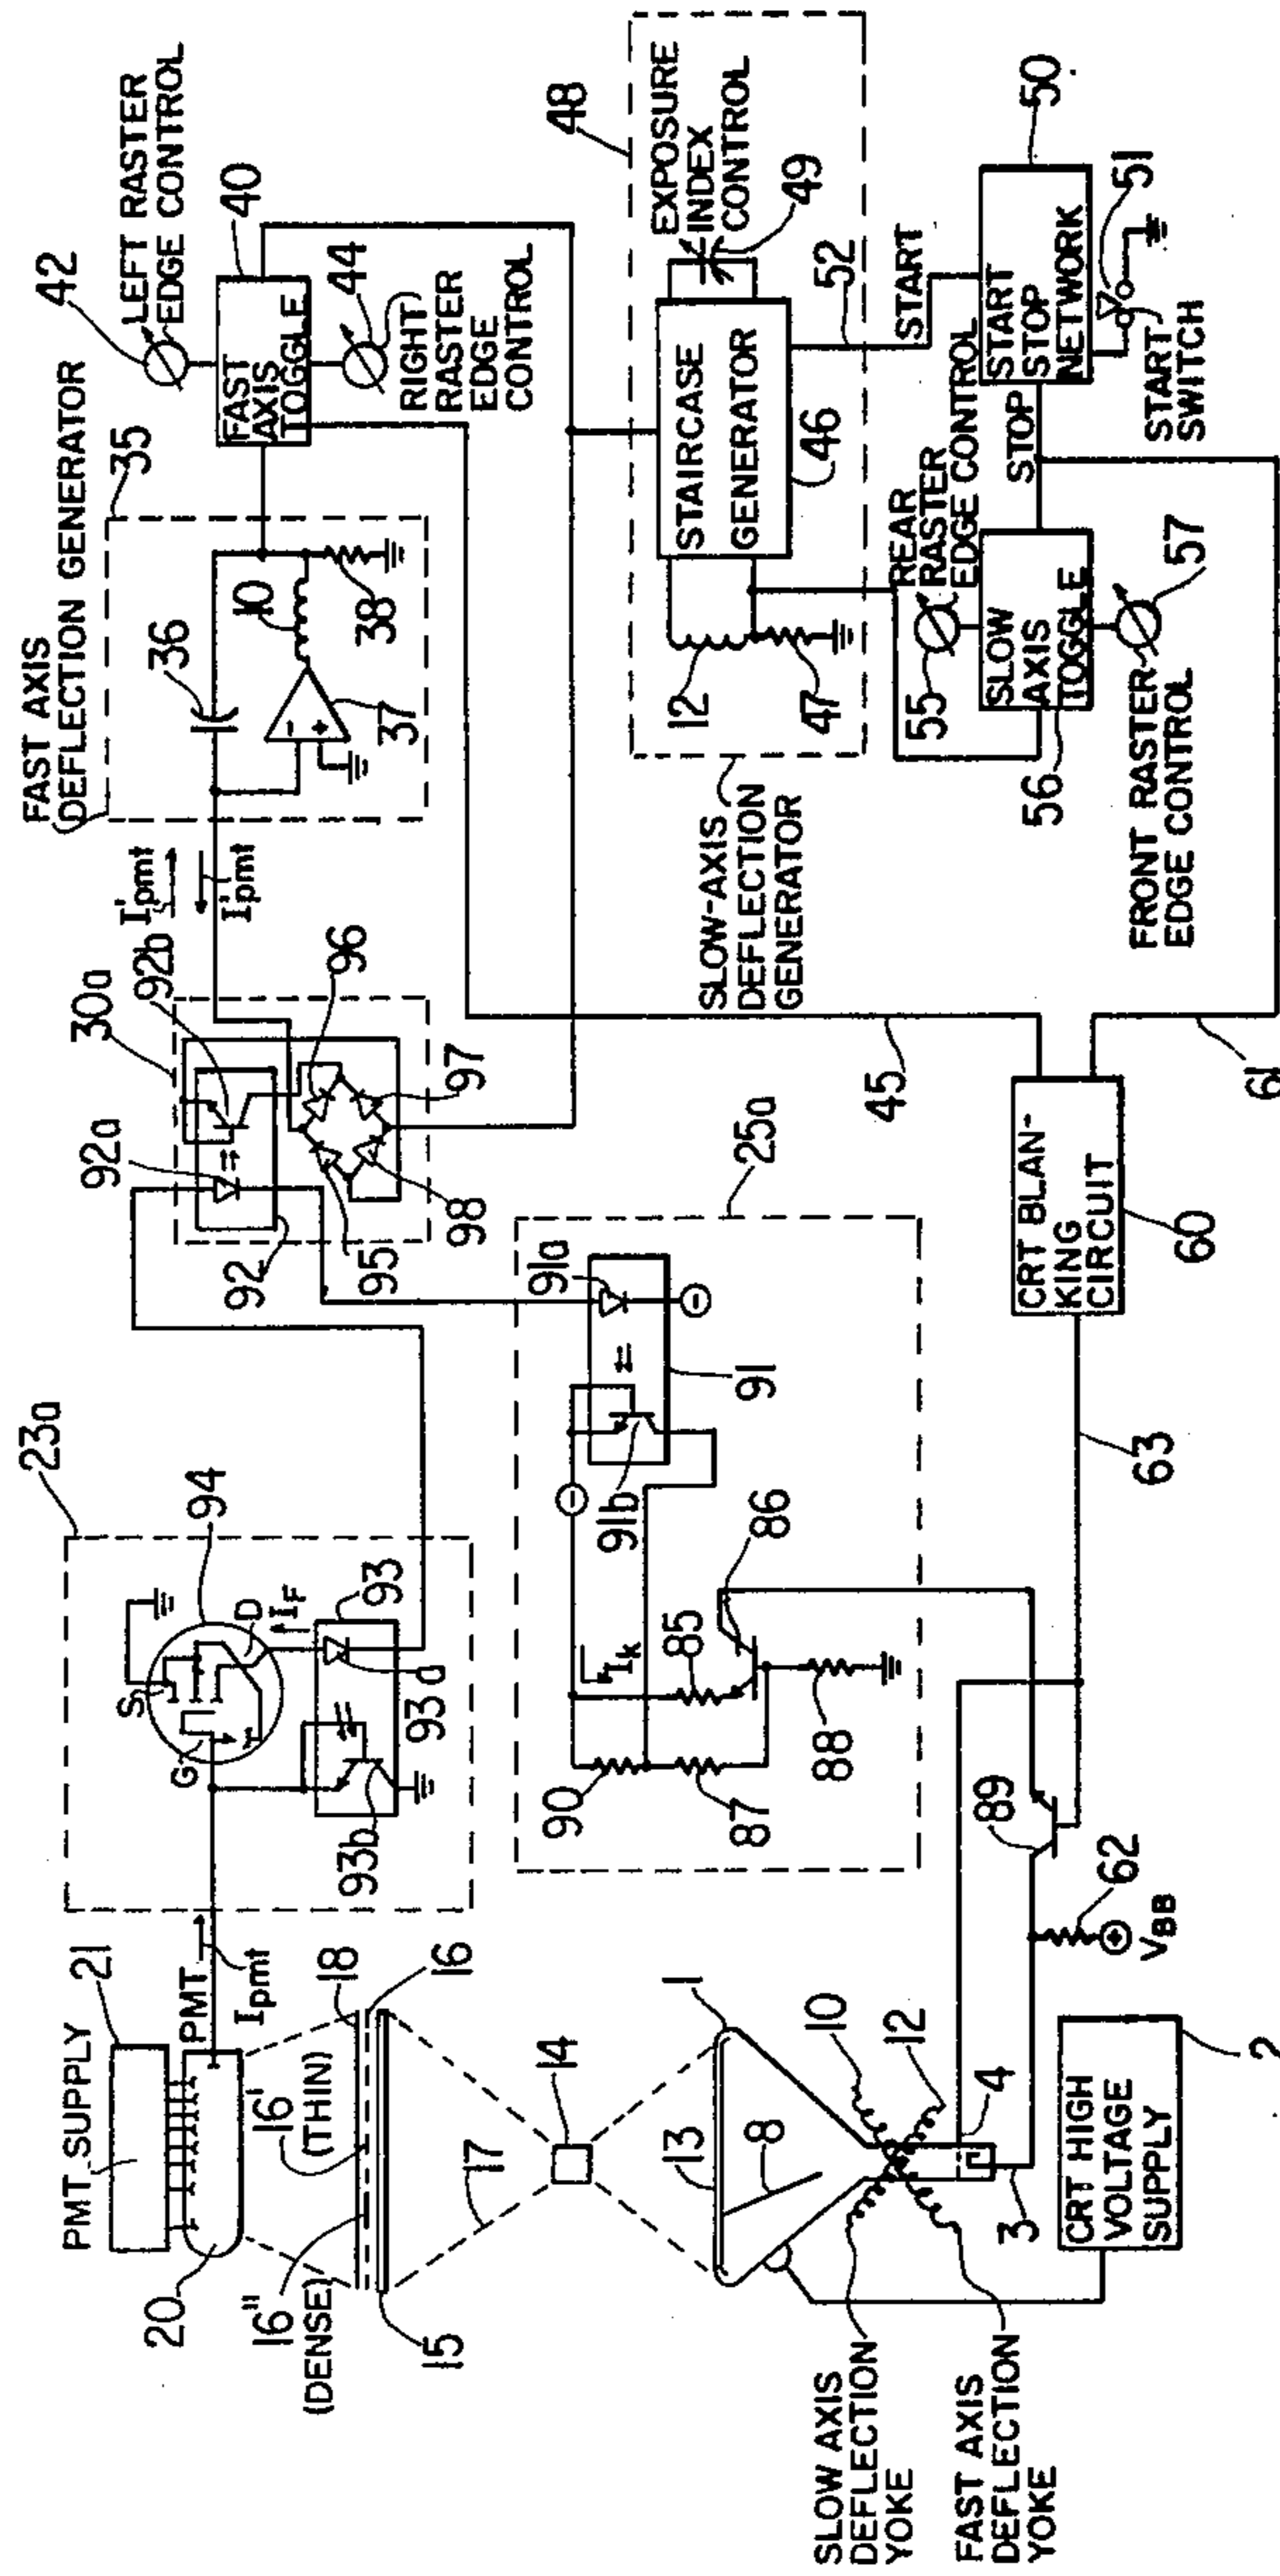 PMT SUPPLY
21
PMT
20
Ipmt
16"
(DENSE)
16'
(THIN)
18
16
15
17
14
13
8
1
10
12
4
3
SLOW AXIS
DEFLECTION
YOKE
FAST AXIS
DEFLECTION
YOKE
CRT HIGH
VOLTAGE
SUPPLY
2
62
VBB
89
23a
94
S
G
D
IF
93
93a
93b
25a
90
87
88
85
86
Ik
91b
91
91a
30a
92b
92a
92
95
96
97
98
I'pmt
I'pmt
FAST AXIS
DEFLECTION GENERATOR
35
36
10
37
38
42
LEFT RASTER
EDGE CONTROL
40
FAST
AXIS
TOGGLE
44
RIGHT
RASTER
EDGE
CONTROL
45
48
EXPOSURE
INDEX
CONTROL
49
STAIRCASE
GENERATOR
46
12
47
SLOW-AXIS
DEFLECTION
GENERATOR
52
START
50
START
STOP
NETWORK
51
START
SWITCH
STOP
REAR
RASTER
EDGE CONTROL
55
SLOW
AXIS
TOGGLE
56
57
FRONT RASTER
EDGE CONTROL
61
CRT BLAN-
KING
CIRCUIT
60
63